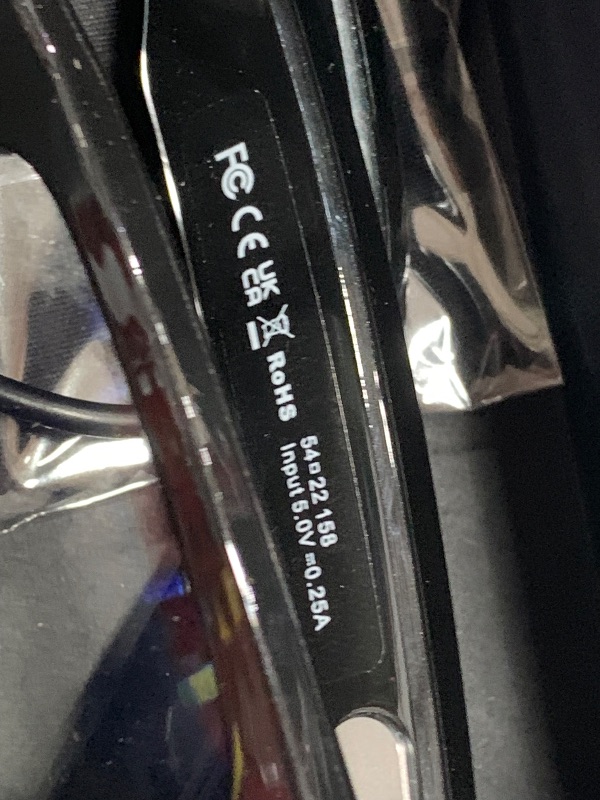 FC CE UK CA RoHS
54¤22 158
Input 5.0V ⎓0.25A